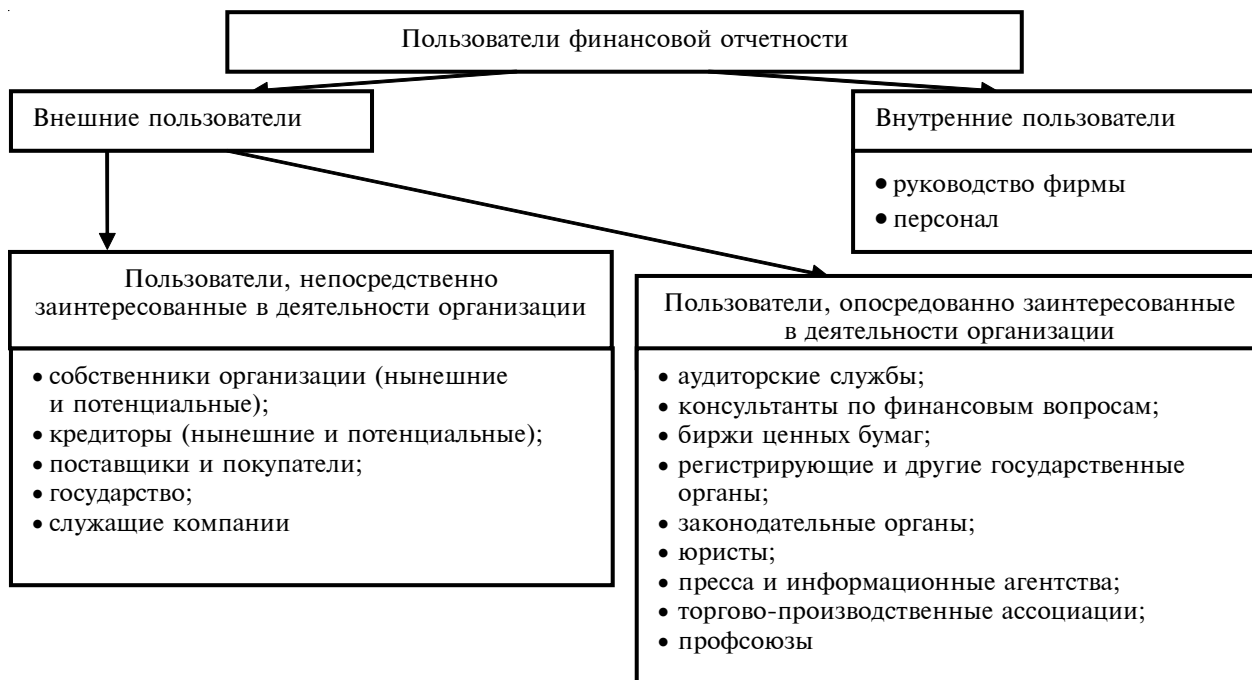 Пользователи финансовой отчетности
Внешние пользователи
Внутренние пользователи
• руководство фирмы
• персонал
Пользователи, непосредственно
заинтересованные в деятельности организации
• собственники организации (нынешние
и потенциальные);
• кредиторы (нынешние и потенциальные);
• поставщики и покупатели;
• государство;
• служащие компании
Пользователи, опосредованно заинтересованные
в деятельности организации
• аудиторские службы;
• консультанты по финансовым вопросам;
• биржи ценных бумаг;
• регистрирующие и другие государственные
органы;
• законодательные органы;
• юристы;
• пресса и информационные агентства;
• торгово-производственные ассоциации;
• профсоюзы